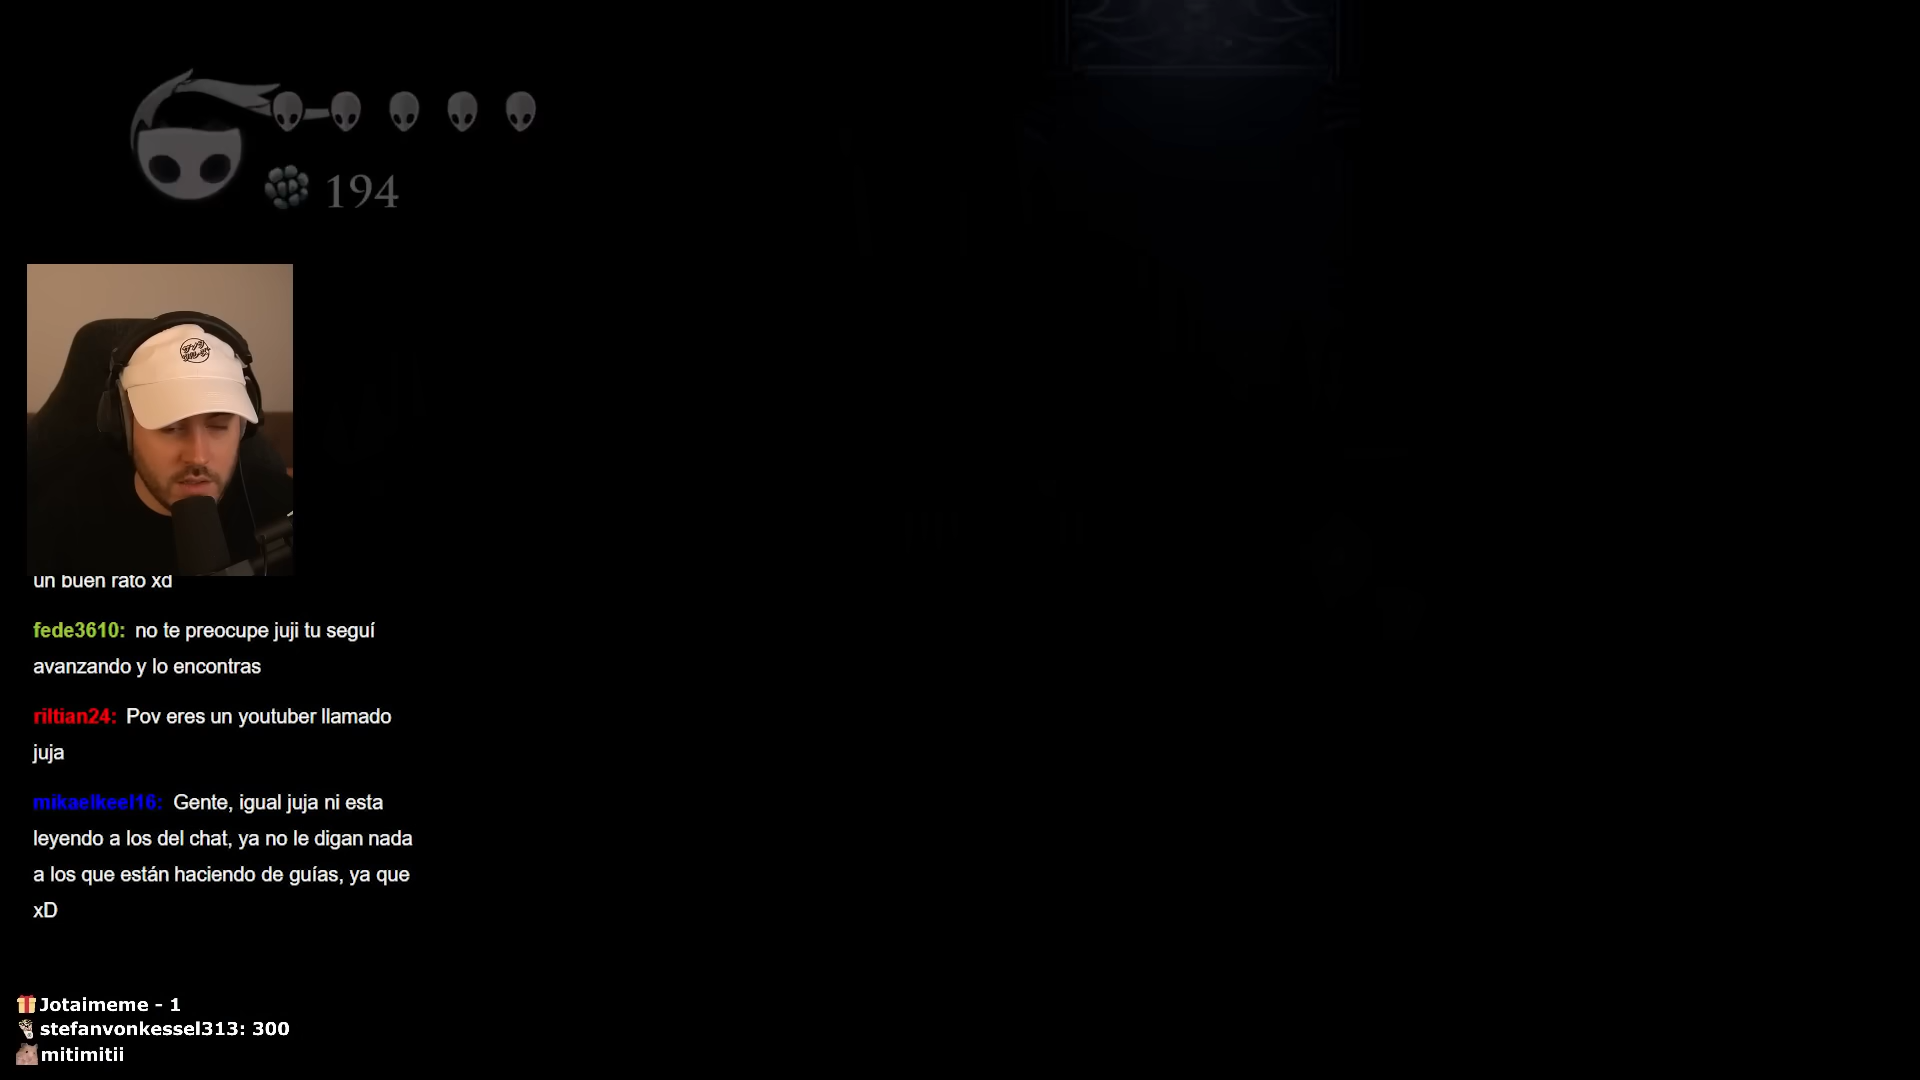 194
un buen rato xd
fede3610: no te preocupe juji tu seguí
avanzando y lo encontras
riltian24: Pov eres un youtuber llamado
juja
mikaelkeel16: Gente, igual juja ni esta
leyendo a los del chat, ya no le digan nada
a los que están haciendo de guías, ya que
xD
Jotaimeme - 1
stefanvonkessel313: 300
mitimitii